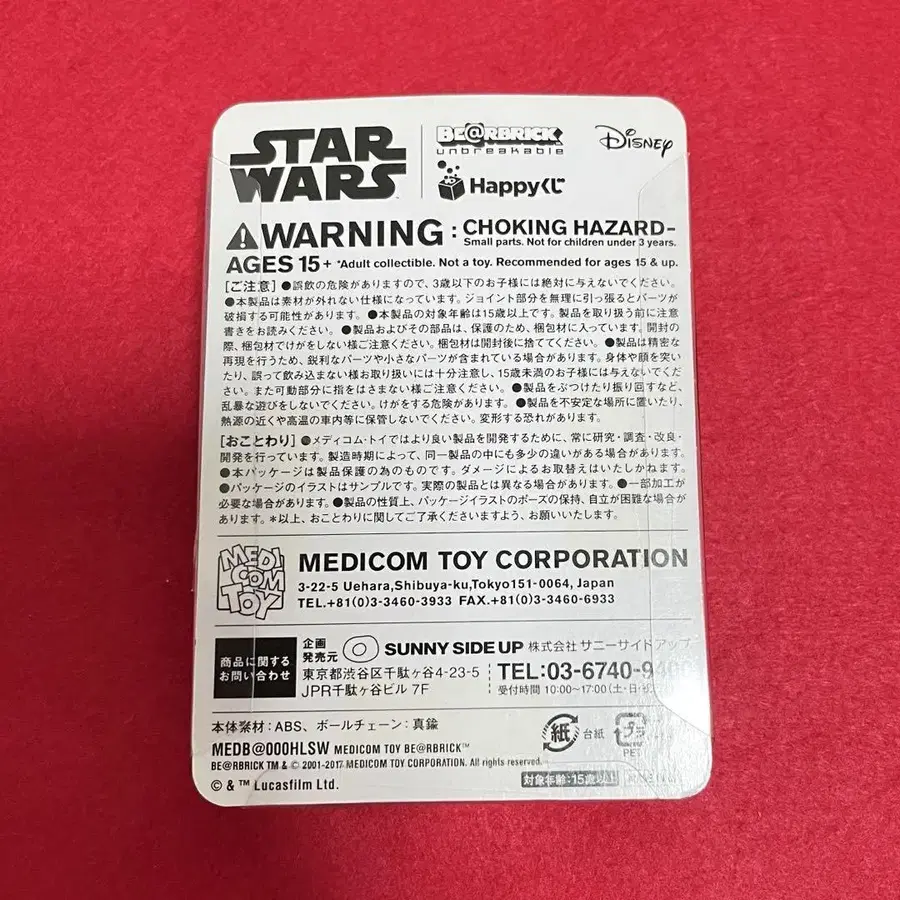 STAR WARS
BE@RBRICK
unbreakable
Happyくじ
Disney
WARNING : CHOKING HAZARD-
Small parts. Not for children under 3 years.
AGES 15+ *Adult collectible. Not a toy. Recommended for ages 15 & up.
[ご注意] ●誤飲の危険がありますので、3歳以下のお子様には絶対に与えないでください。
●本製品は素材が外れない仕様になっています。ジョイント部分を無理に引っ張るとパーツが
破損する可能性があります。 ●本製品の対象年齢は15歳以上です。製品を取り扱う前に注意
書きをお読みください。 ●製品およびその部品は、保護のため、梱包材に入っています。開封の
際、梱包材でけがをしない様ご注意ください。梱包材は開封後に捨ててください。 ●製品は精密な
再現を行うため、鋭利なパーツや小さなパーツが含まれている場合があります。身体や顔を突い
たり、誤って飲み込まない様お取り扱いには十分注意し、15歳未満のお子様には与えないでくだ
さい。また可動部分に指をはさまない様ご注意ください。 ●製品をぶつけたり振り回すなど、
乱暴な遊びをしないでください。けがをする危険があります。 ●製品を不安定な場所に置いたり、
熱源の近くや高温の車内等に保管しないでください。変形する恐れがあります。
[おことわり] ●メディコム・トイではより良い製品を開発するために、常に研究・調査・改良・
開発を行っています。製造時期によって、同一製品の中にも多少の違いがある場合があります。
●本パッケージは製品保護の為のものです。ダメージによるお取替えはいたしかねます。
●パッケージのイラストはサンプルです。実際の製品とは異なる場合があります。 ●一部加工が
必要な場合があります。 ●製品の性質上、パッケージイラストのポーズの保持、自立が困難な場合が
あります。＊以上、おことわりに関してご了承くださいますよう、お願いいたします。
MEDI COM TOY
MEDICOM TOY CORPORATION
3-22-5 Uehara,Shibuya-ku,Tokyo151-0064, Japan
TEL.+81(0)3-3460-3933 FAX.+81(0)3-3460-6933
商品に関する
お問い合わせ
企画
発売元
SUNNY SIDE UP 株式会社 サニーサイドアップ
東京都渋谷区千駄ヶ谷4-23-5
JPR千駄ヶ谷ビル 7F
TEL:03-6740-9400
受付時間 10:00〜17:00(土・日・祝
本体素材：ABS、ボールチェーン：真鍮
紙 台紙
プラ
PET
MEDB@000HLSW MEDICOM TOY BE@RBRICK™
BE@RBRICK TM & © 2001-2017 MEDICOM TOY CORPORATION. All rights reserved.
© & ™ Lucasfilm Ltd.
対象年齢:15歳以上